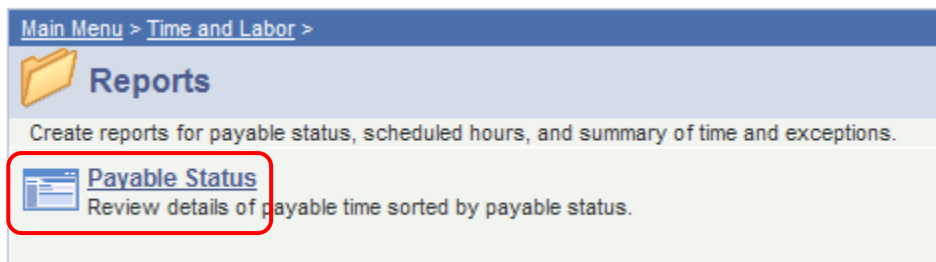 Main Menu > Time and Labor >
Reports
Create reports for payable status, scheduled hours, and summary of time and exceptions.
Payable Status
Review details of payable time sorted by payable status.